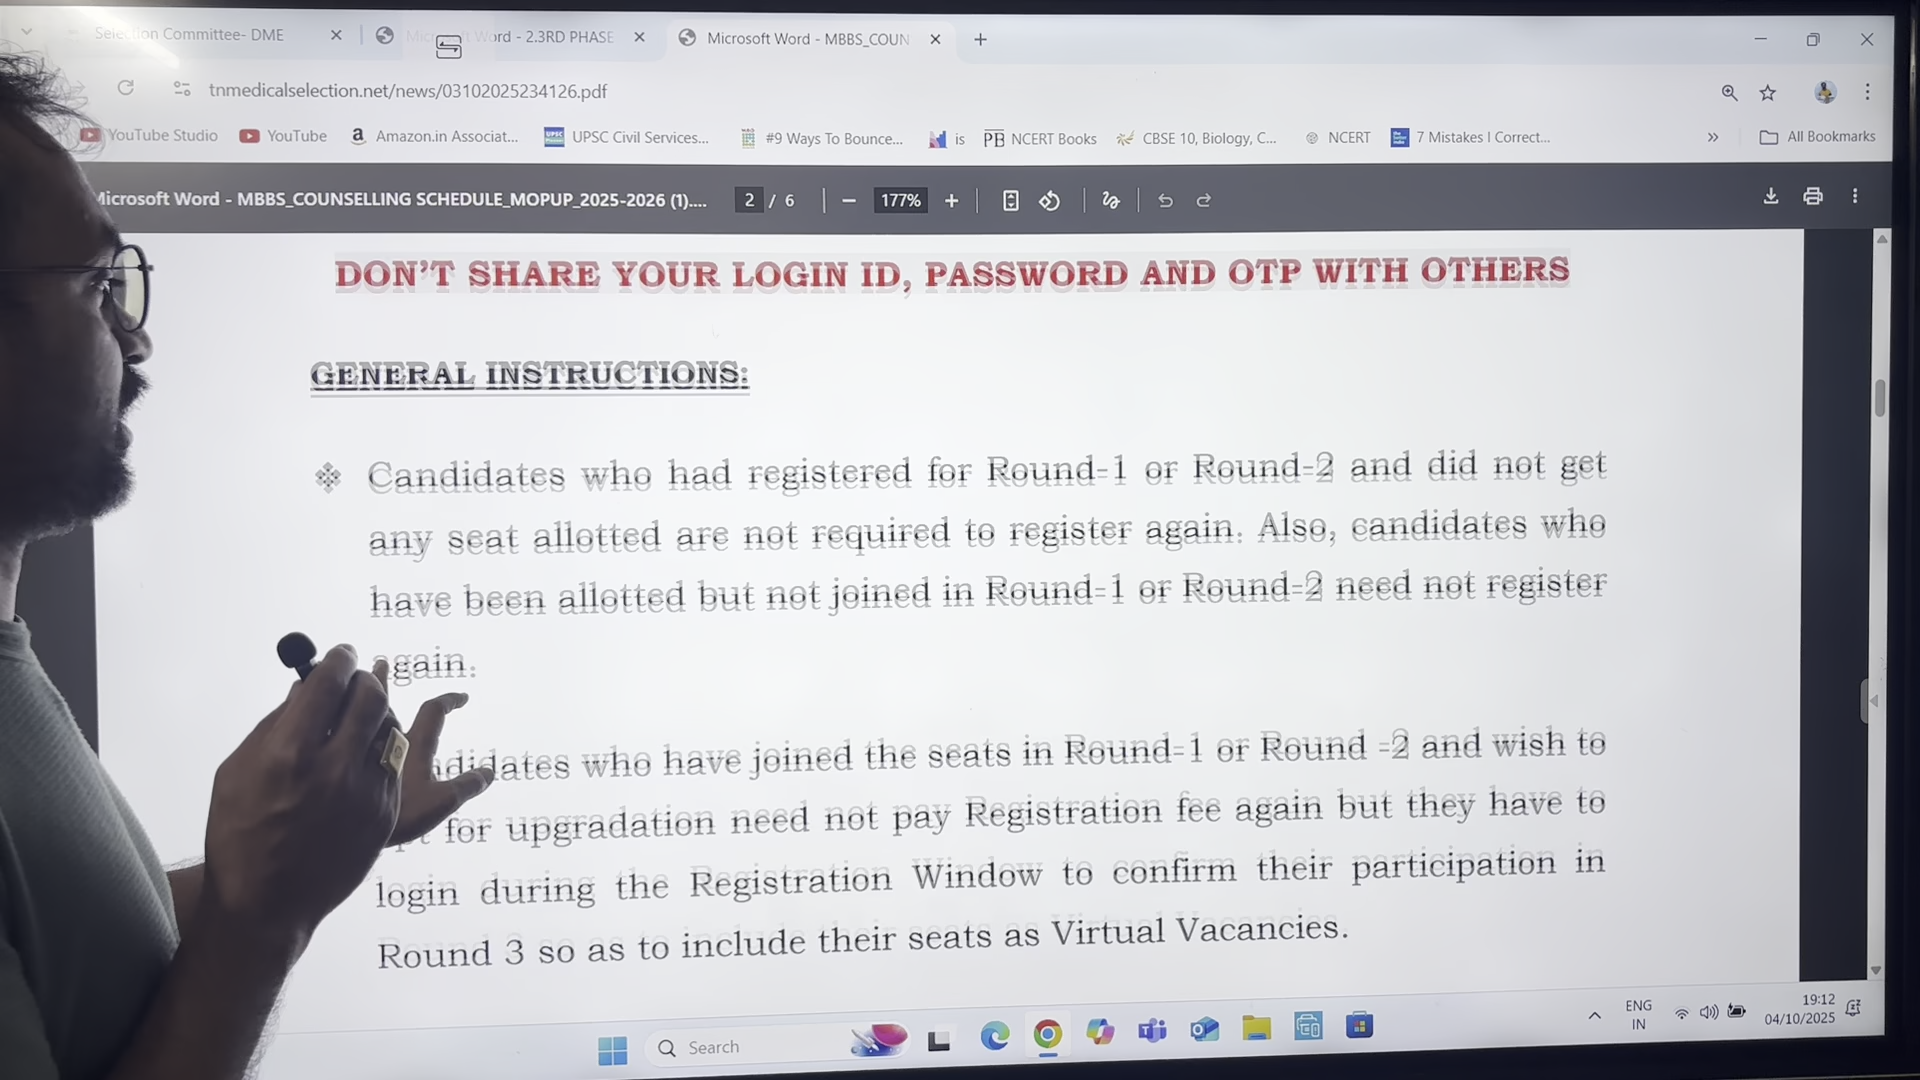 Selection Committee- DME
Microsoft Word - 2.3RD PHASE
Microsoft Word - MBBS_COUN
tnmedicalselection.net/news/03102025234126.pdf
YouTube Studio
YouTube
Amazon.in Associat...
UPSC Civil Services...
#9 Ways To Bounce...
is
PB NCERT Books
CBSE 10, Biology, C...
NCERT
7 Mistakes I Correct...
All Bookmarks
Microsoft Word - MBBS_COUNSELLING SCHEDULE_MOPUP_2025-2026 (1)....
2 / 6
177%
DON'T SHARE YOUR LOGIN ID, PASSWORD AND OTP WITH OTHERS
GENERAL INSTRUCTIONS:
Candidates who had registered for Round-1 or Round-2 and did not get
any seat allotted are not required to register again. Also, candidates who
have been allotted but not joined in Round-1 or Round-2 need not register
again.
didates who have joined the seats in Round-1 or Round -2 and wish to
for upgradation need not pay Registration fee again but they have to
login during the Registration Window to confirm their participation in
Round 3 so as to include their seats as Virtual Vacancies.
Search
ENG
IN
19:12
04/10/2025